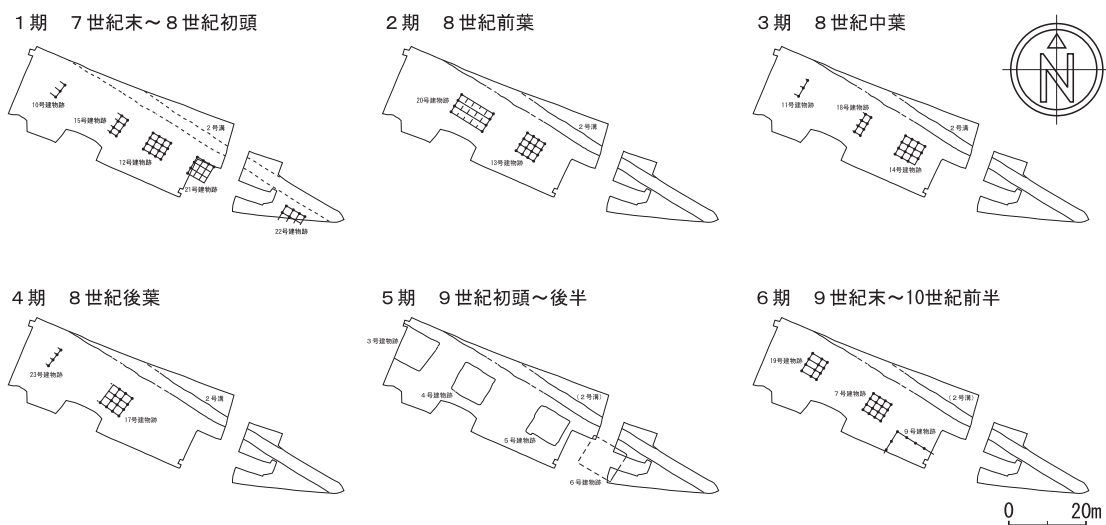 1期　7世紀末～8世紀初頭
10号建物跡
15号建物跡
12号建物跡
2号溝
21号建物跡
22号建物跡
2期　8世紀前葉
20号建物跡
13号建物跡
2号溝
3期　8世紀中葉
11号建物跡
18号建物跡
14号建物跡
2号溝
N
4期　8世紀後葉
23号建物跡
17号建物跡
2号溝
5期　9世紀初頭～後半
3号建物跡
4号建物跡
5号建物跡
(2号溝)
6号建物跡
6期　9世紀末～10世紀前半
19号建物跡
7号建物跡
9号建物跡
(2号溝)
0　20m